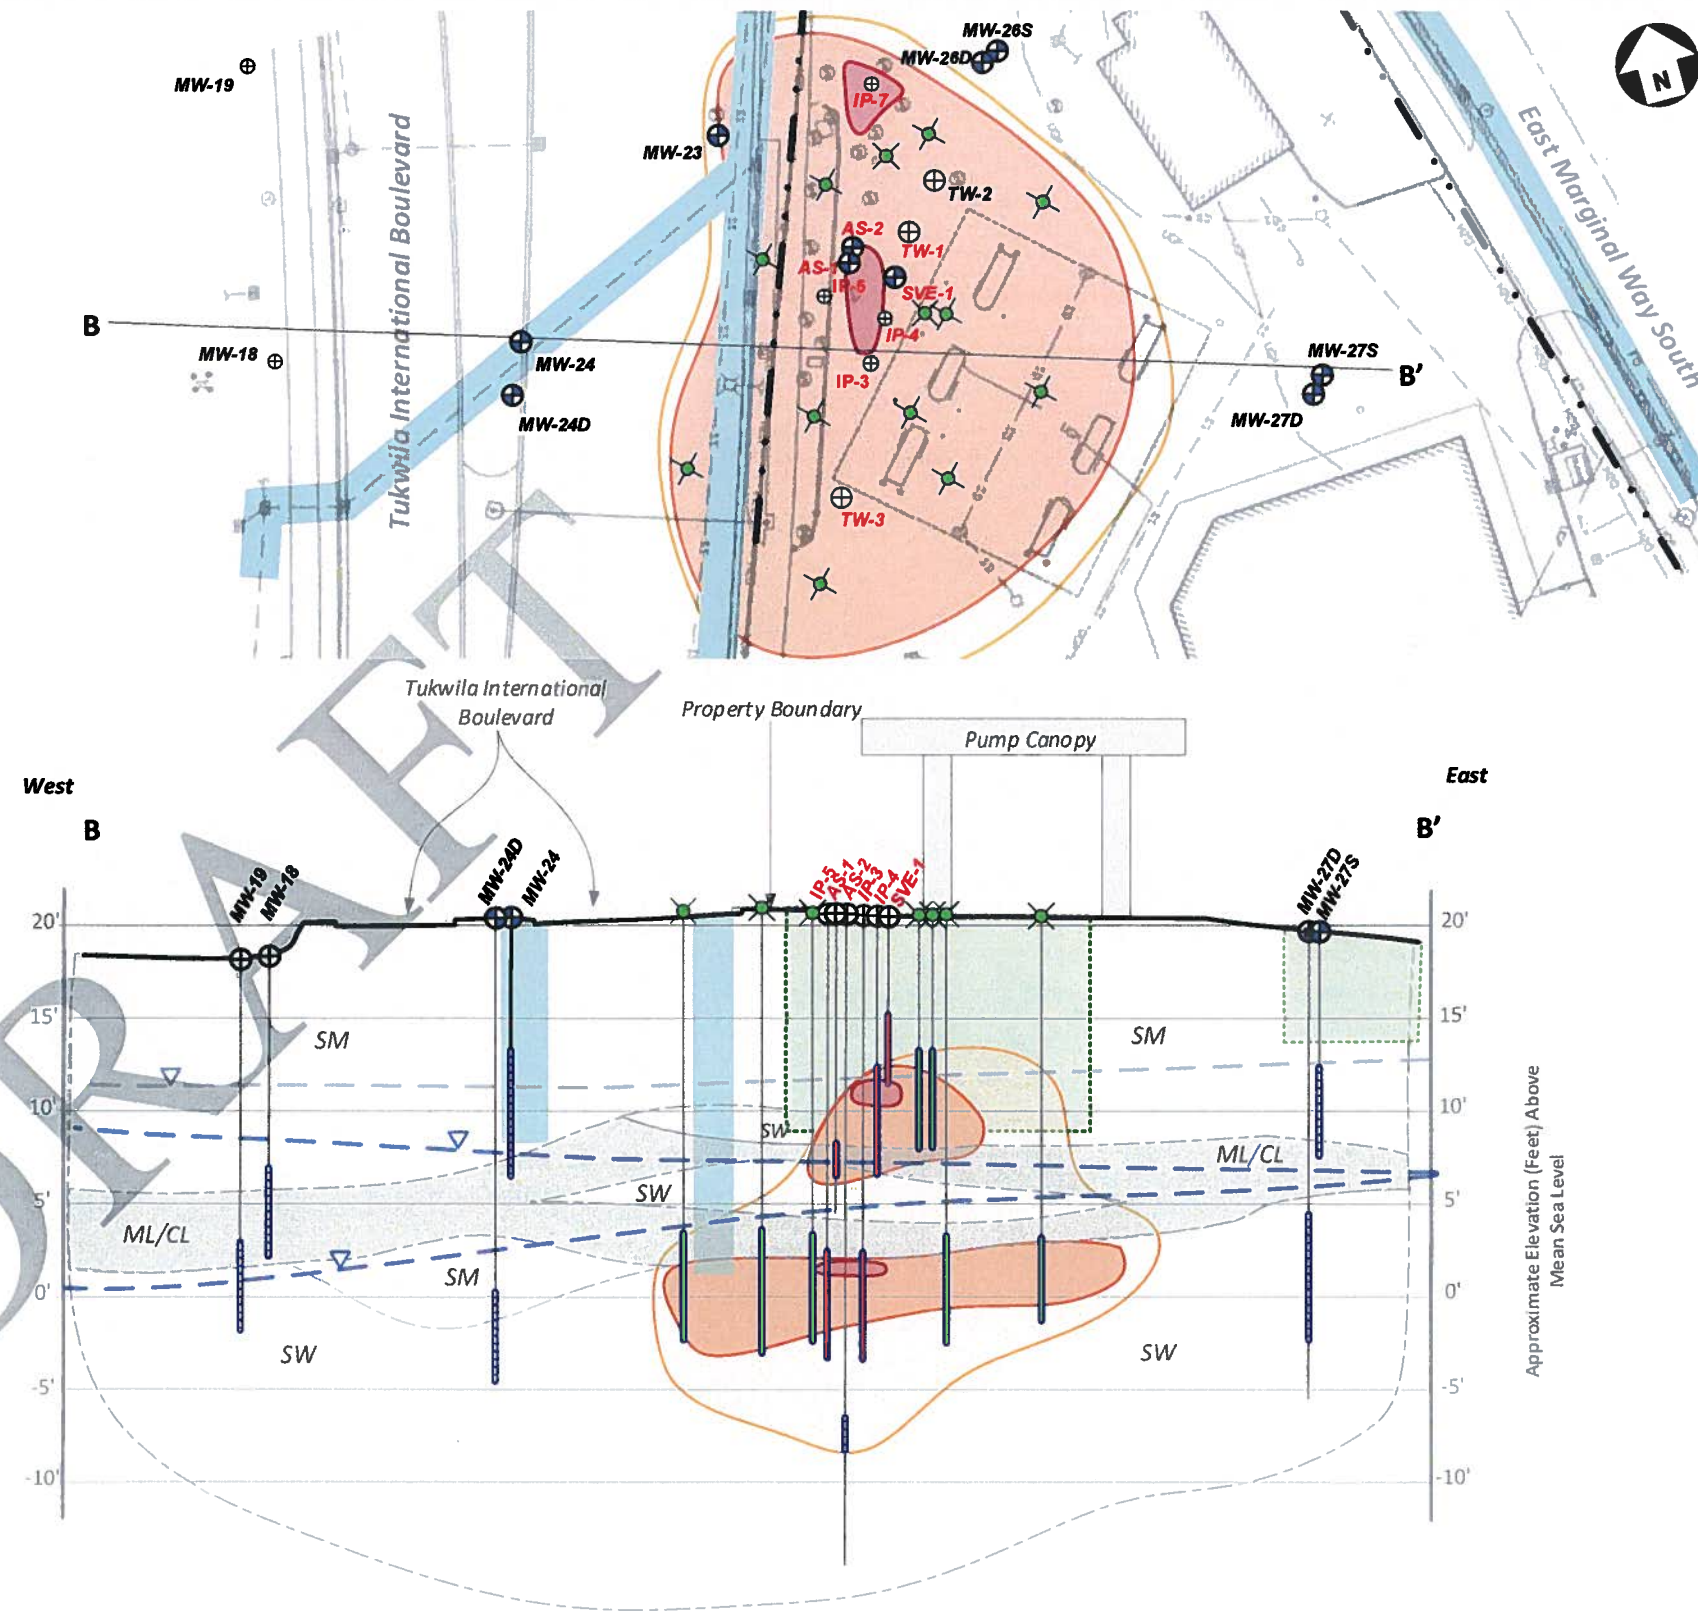 MW-26S
MW-26D
MW-19
N
IP-7
MW-23
TW-2
AS-2
TW-1
AS-1
IP-5
SVE-1
IP-4
B
MW-18
MW-24
IP-3
MW-27S
B'
MW-24D
MW-27D
TW-3
Tukwila International Boulevard
East Marginal Way South
DRAFT
Tukwila International
Boulevard
Property Boundary
Pump Canopy
West
East
B
B'
MW-19
MW-18
MW-24D
MW-24
IP-5
AS-1
AS-2
IP-3
IP-4
SVE-1
MW-27D
MW-27S
20'
20'
15'
SM
SM
15'
10'
10'
SW
ML/CL
5'
SW
5'
ML/CL
SM
0'
0'
SW
SW
-5'
-5'
-10'
-10'
Approximate Elevation (Feet) Above
Mean Sea Level